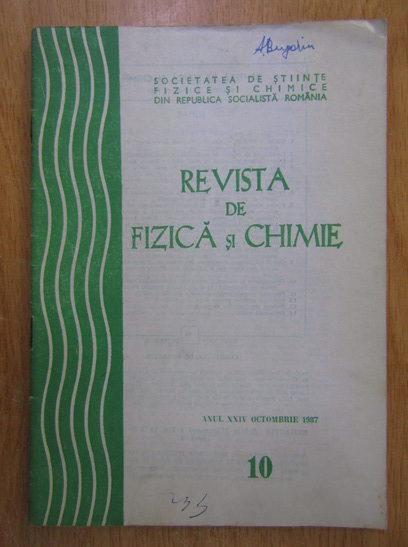 SOCIETATEA DE ȘTIINȚE
FIZICE ȘI CHIMICE
DIN REPUBLICA SOCIALISTĂ ROMÂNIA
REVISTA
DE
FIZICĂ ȘI CHIMIE
ANUL XXIV OCTOMBRIE 1987
10